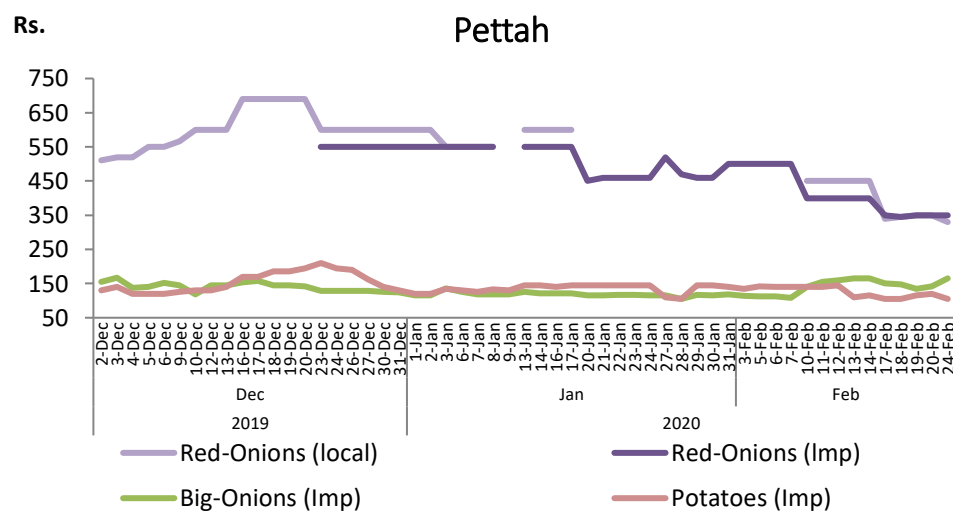 Rs.
Pettah
750
650
550
450
350
250
150
50
2-Dec
3-Dec
4-Dec
5-Dec
6-Dec
9-Dec
10-Dec
12-Dec
13-Dec
16-Dec
17-Dec
18-Dec
19-Dec
20-Dec
23-Dec
24-Dec
26-Dec
27-Dec
30-Dec
31-Dec
1-Jan
2-Jan
3-Jan
6-Jan
7-Jan
8-Jan
9-Jan
13-Jan
14-Jan
16-Jan
17-Jan
20-Jan
21-Jan
22-Jan
23-Jan
24-Jan
27-Jan
28-Jan
29-Jan
30-Jan
31-Jan
3-Feb
5-Feb
6-Feb
7-Feb
10-Feb
11-Feb
12-Feb
13-Feb
14-Feb
17-Feb
18-Feb
19-Feb
20-Feb
24-Feb
Dec Jan Feb
2019 2020
Red-Onions (local) Red-Onions (Imp)
Big-Onions (Imp) Potatoes (Imp)